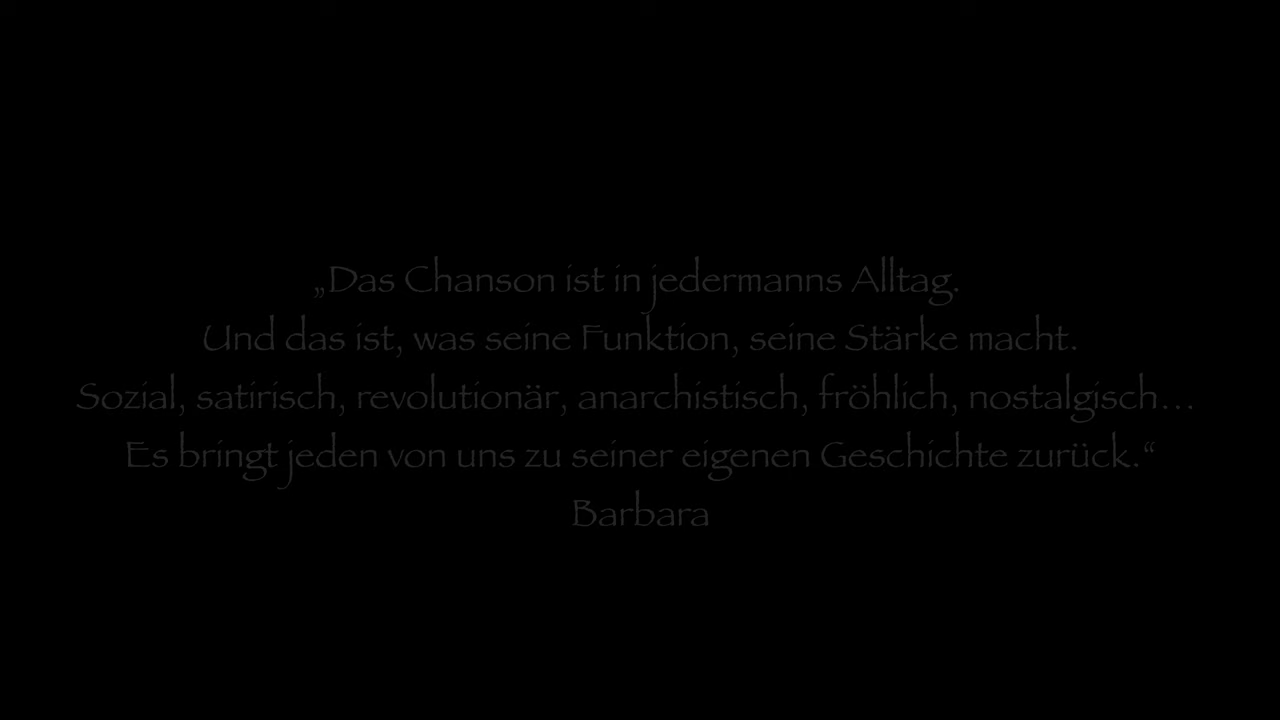 „Das Chanson ist in jedermanns Alltag.
Und das ist, was seine Funktion, seine Stärke macht.
Sozial, satirisch, revolutionär, anarchistisch, fröhlich, nostalgisch...
Es bringt jeden von uns zu seiner eigenen Geschichte zurück.“
Barbara